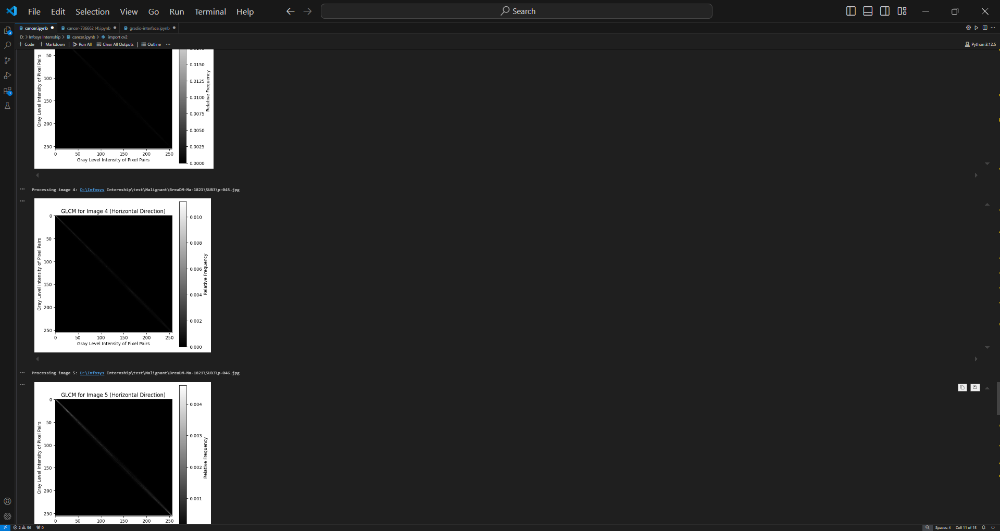 File Edit Selection View Go Run Terminal Help
Search
cancer.ipynb cancer-736662 (4).ipynb gradio-interface.ipynb
D: > Infosys Internship > cancer.ipynb > import cv2
+ Code + Markdown | Run All Clear All Outputs | Outline ...
Python 3.12.5
50
100
150
200
250
0 50 100 150 200 250
Gray Level Intensity of Pixel Pairs
Gray Level Intensity of Pixel Pairs
0.0150
0.0125
0.0100
0.0075
0.0050
0.0025
0.0000
Relative Frequency
Processing image 4: D:\Infosys Internship\test\Malignant\BreaDM-Ma-1821\SUB3\p-045.jpg
GLCM for Image 4 (Horizontal Direction)
0
50
100
150
200
250
0 50 100 150 200 250
Gray Level Intensity of Pixel Pairs
Gray Level Intensity of Pixel Pairs
0.010
0.008
0.006
0.004
0.002
0.000
Relative Frequency
Processing image 5: D:\Infosys Internship\test\Malignant\BreaDM-Ma-1821\SUB3\p-046.jpg
GLCM for Image 5 (Horizontal Direction)
0
50
100
150
200
250
0 50 100 150 200 250
Gray Level Intensity of Pixel Pairs
0.004
0.003
0.002
0.001
Relative Frequency
2 56 0
Spaces: 4 Cell 11 of 15